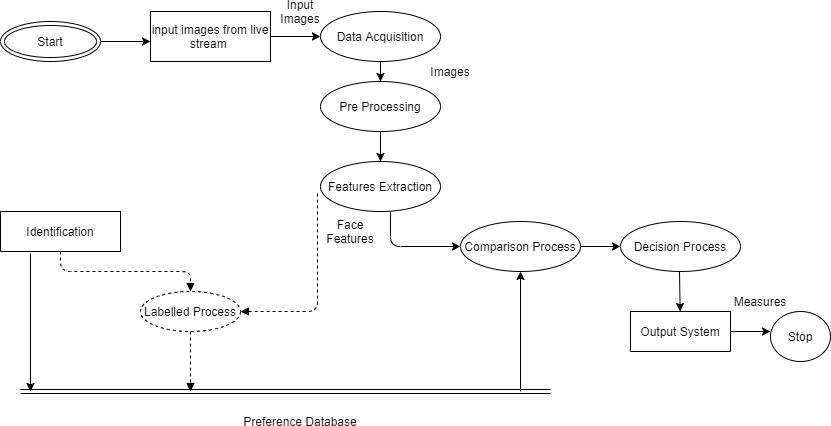 Input
Images
Start
input images from live
stream
Data Acquisition
Images
Pre Processing
Features Extraction
Face
Features
Identification
Comparison Process
Decision Process
Labelled Process
Measures
Output System
Stop
Preference Database